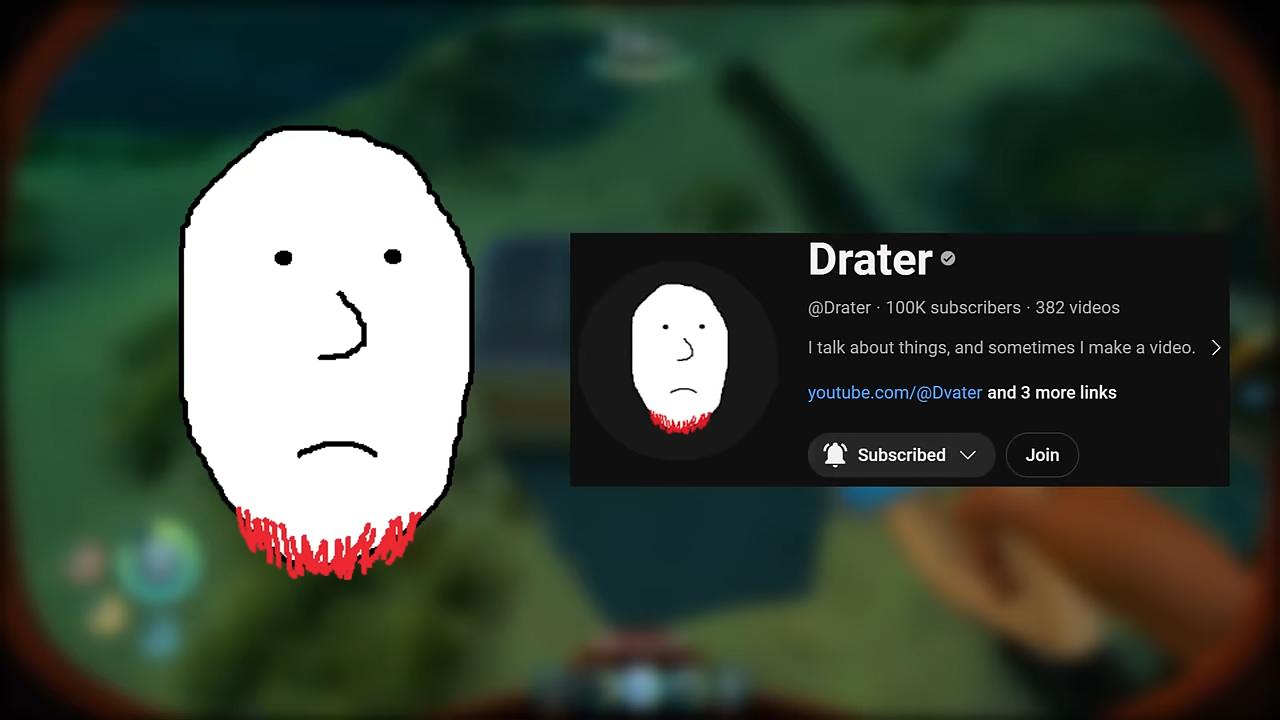 Drater
@Drater · 100K subscribers · 382 videos
I talk about things, and sometimes I make a video.
youtube.com/@Dvater and 3 more links
Subscribed
Join